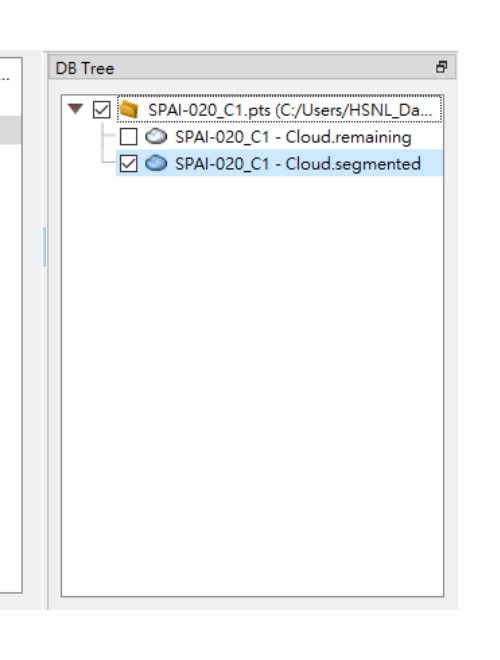 ...
DB Tree
SPAI-020_C1.pts (C:/Users/HSNL_Da...
SPAI-020_C1 - Cloud.remaining
SPAI-020_C1 - Cloud.segmented